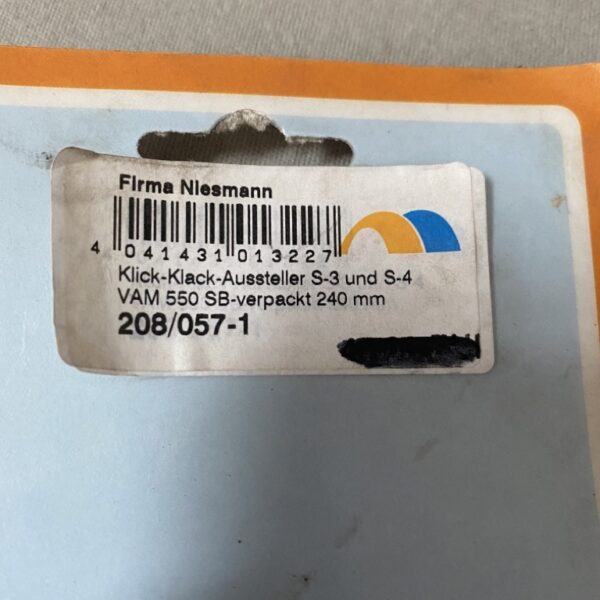 Firma Niesmann
4 041431 013227
Klick-Klack-Aussteller S-3 und S-4
VAM 550 SB-verpackt 240 mm
208/057-1